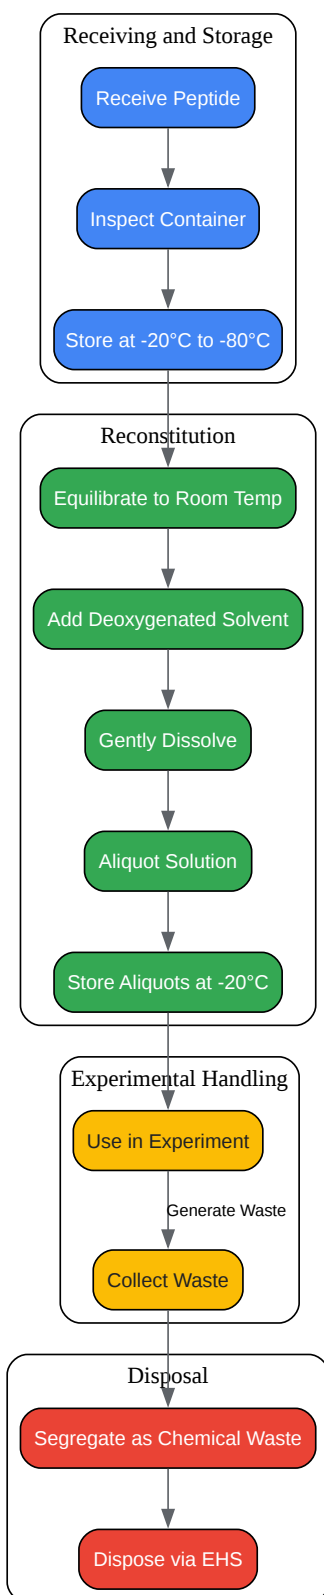 Receiving and Storage
Receive Peptide
Inspect Container
Store at -20°C to -80°C
Reconstitution
Equilibrate to Room Temp
Add Deoxygenated Solvent
Gently Dissolve
Aliquot Solution
Store Aliquots at -20°C
Experimental Handling
Use in Experiment
Generate Waste
Collect Waste
Disposal
Segregate as Chemical Waste
Dispose via EHS